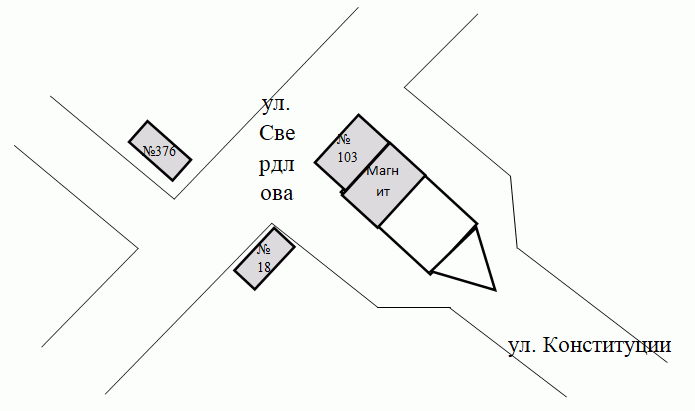 ул.
Све
рдл
ова
№376
№
103
Магн
ит
№
18
ул. Конституции